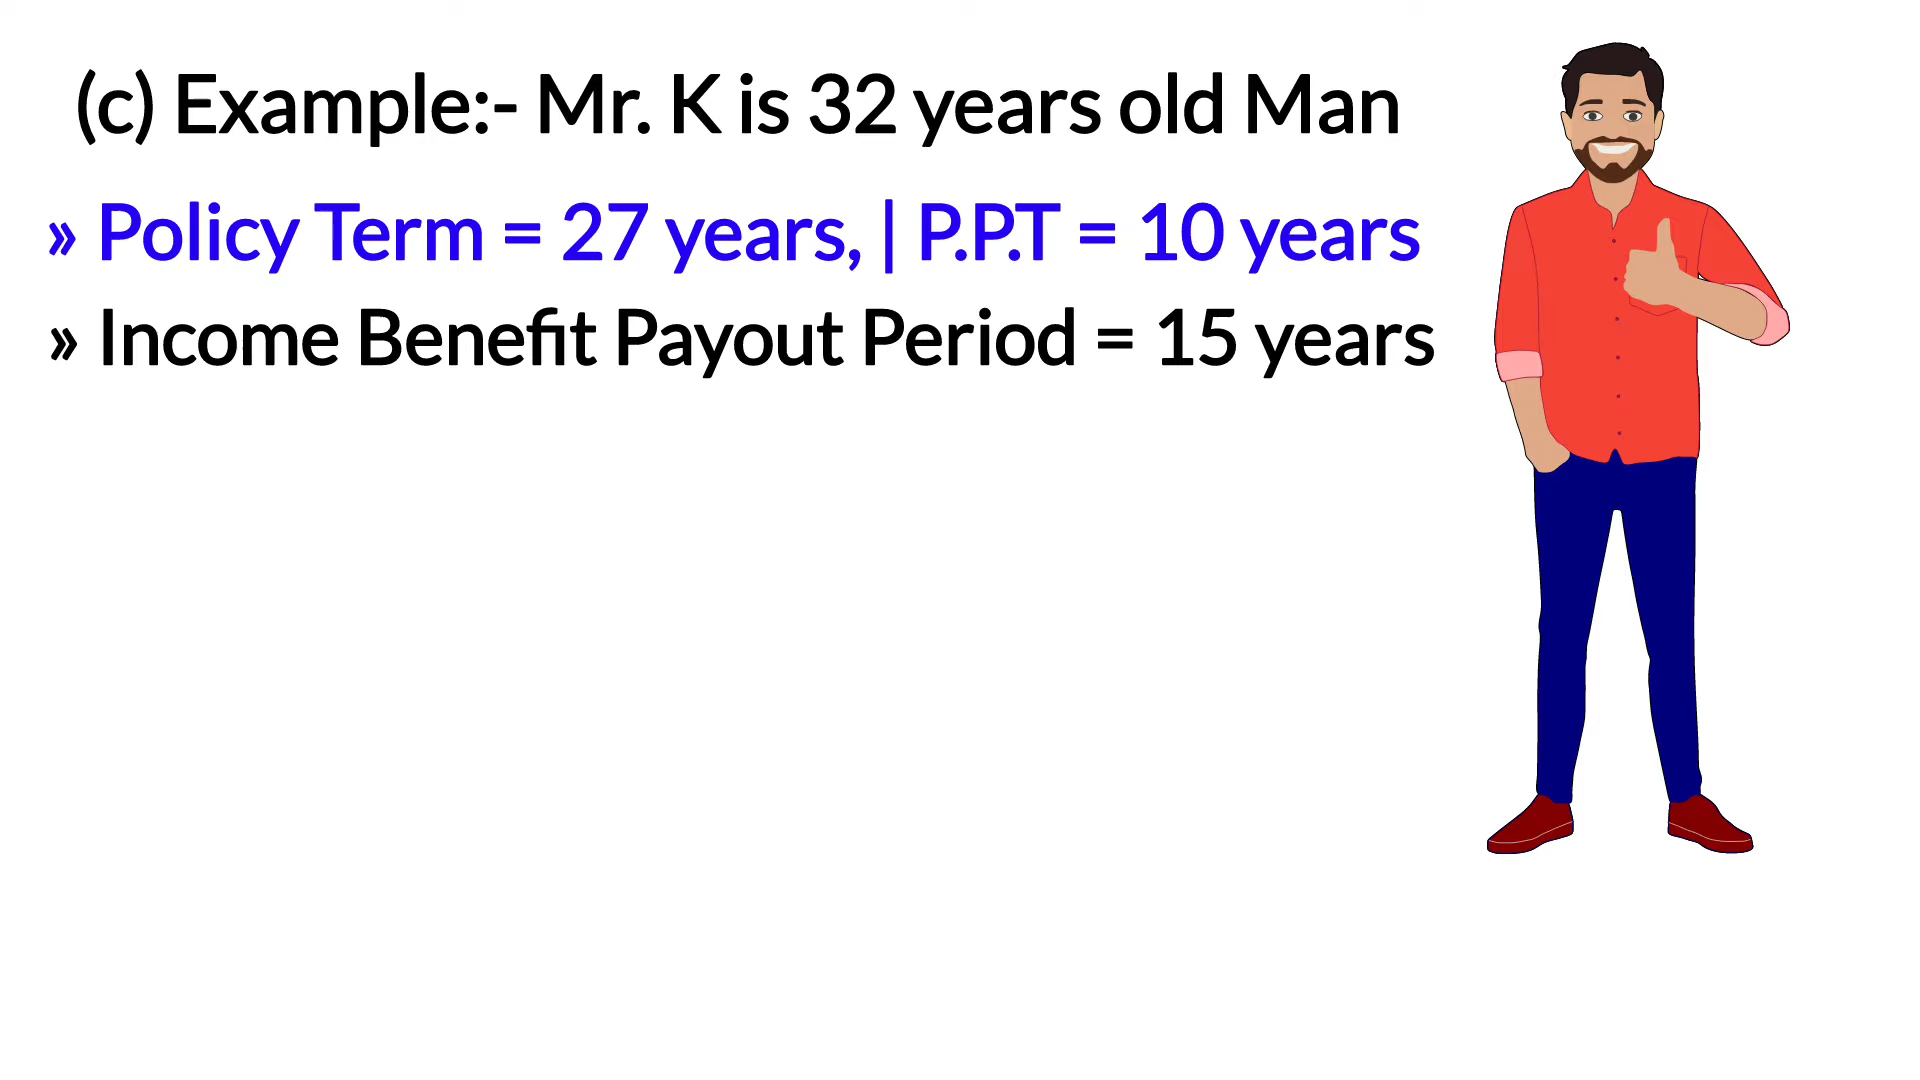 (c) Example:- Mr. K is 32 years old Man
» Policy Term = 27 years, | P.P.T = 10 years
» Income Benefit Payout Period = 15 years